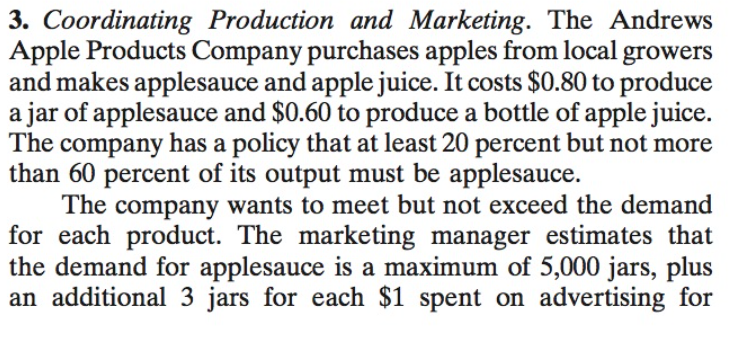 3. Coordinating Production and Marketing. The Andrews
Apple Products Company purchases apples from local growers
and makes applesauce and apple juice. It costs $0.80 to produce
a jar of applesauce and $0.60 to produce a bottle of apple juice.
The company has a policy that at least 20 percent but not more
than 60 percent of its output must be applesauce.
The company wants to meet but not exceed the demand
for each product. The marketing manager estimates that
the demand for applesauce is a maximum of 5,000 jars, plus
an additional 3 jars for each $1 spent on advertising for